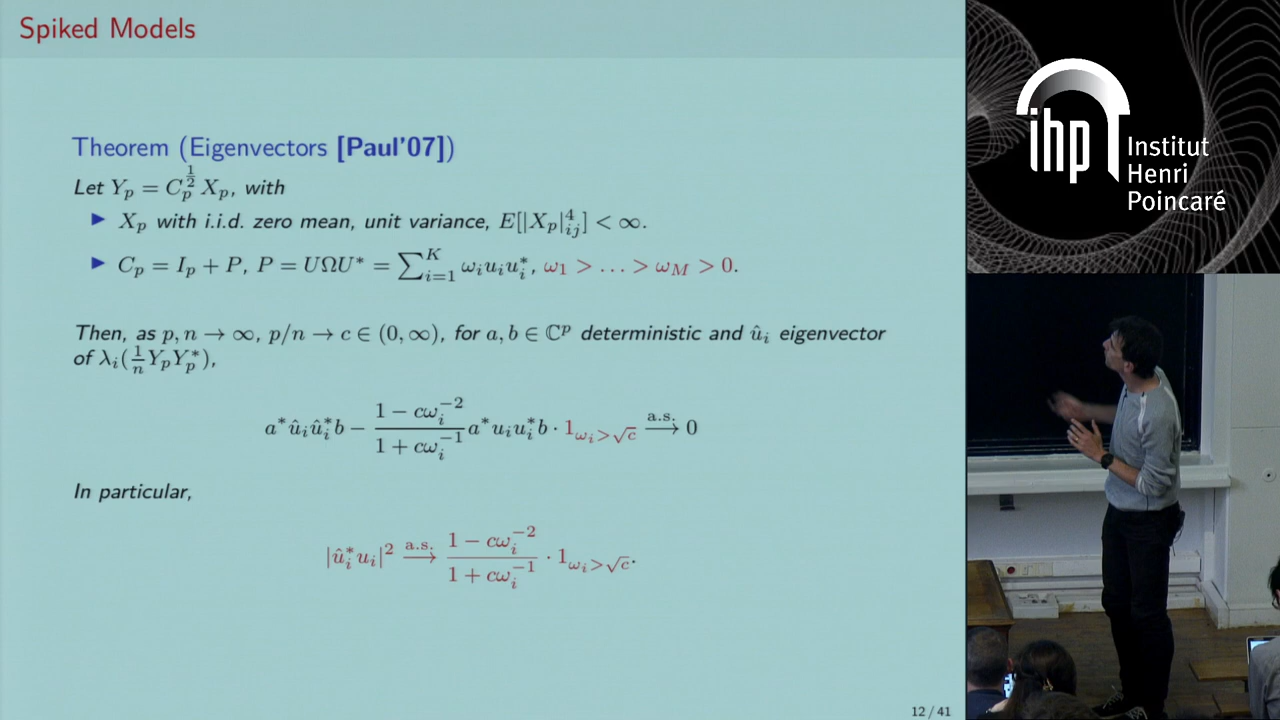 Spiked Models
Theorem (Eigenvectors [Paul'07])
Let Y_p = C_p^{1/2} X_p, with
▶ X_p with i.i.d. zero mean, unit variance, E[|X_p|^4_{ij}] < ∞.
▶ C_p = I_p + P, P = UΩU* = ∑_{i=1}^K ω_i u_i u_i^*, ω_1 > ... > ω_M > 0.
Then, as p, n → ∞, p/n → c ∈ (0, ∞), for a, b ∈ ℂ^p deterministic and û_i eigenvector
of λ_i(1/n Y_p Y_p^*),
a* û_i û_i^* b − (1 − cω_i^{−2})/(1 + cω_i^{−1}) a* u_i u_i^* b · 1_{ω_i>√c} a.s.→ 0
In particular,
|û_i^* u_i|^2 a.s.→ (1 − cω_i^{−2})/(1 + cω_i^{−1}) · 1_{ω_i>√c}.
12 / 41
ihp Institut
Henri
Poincaré